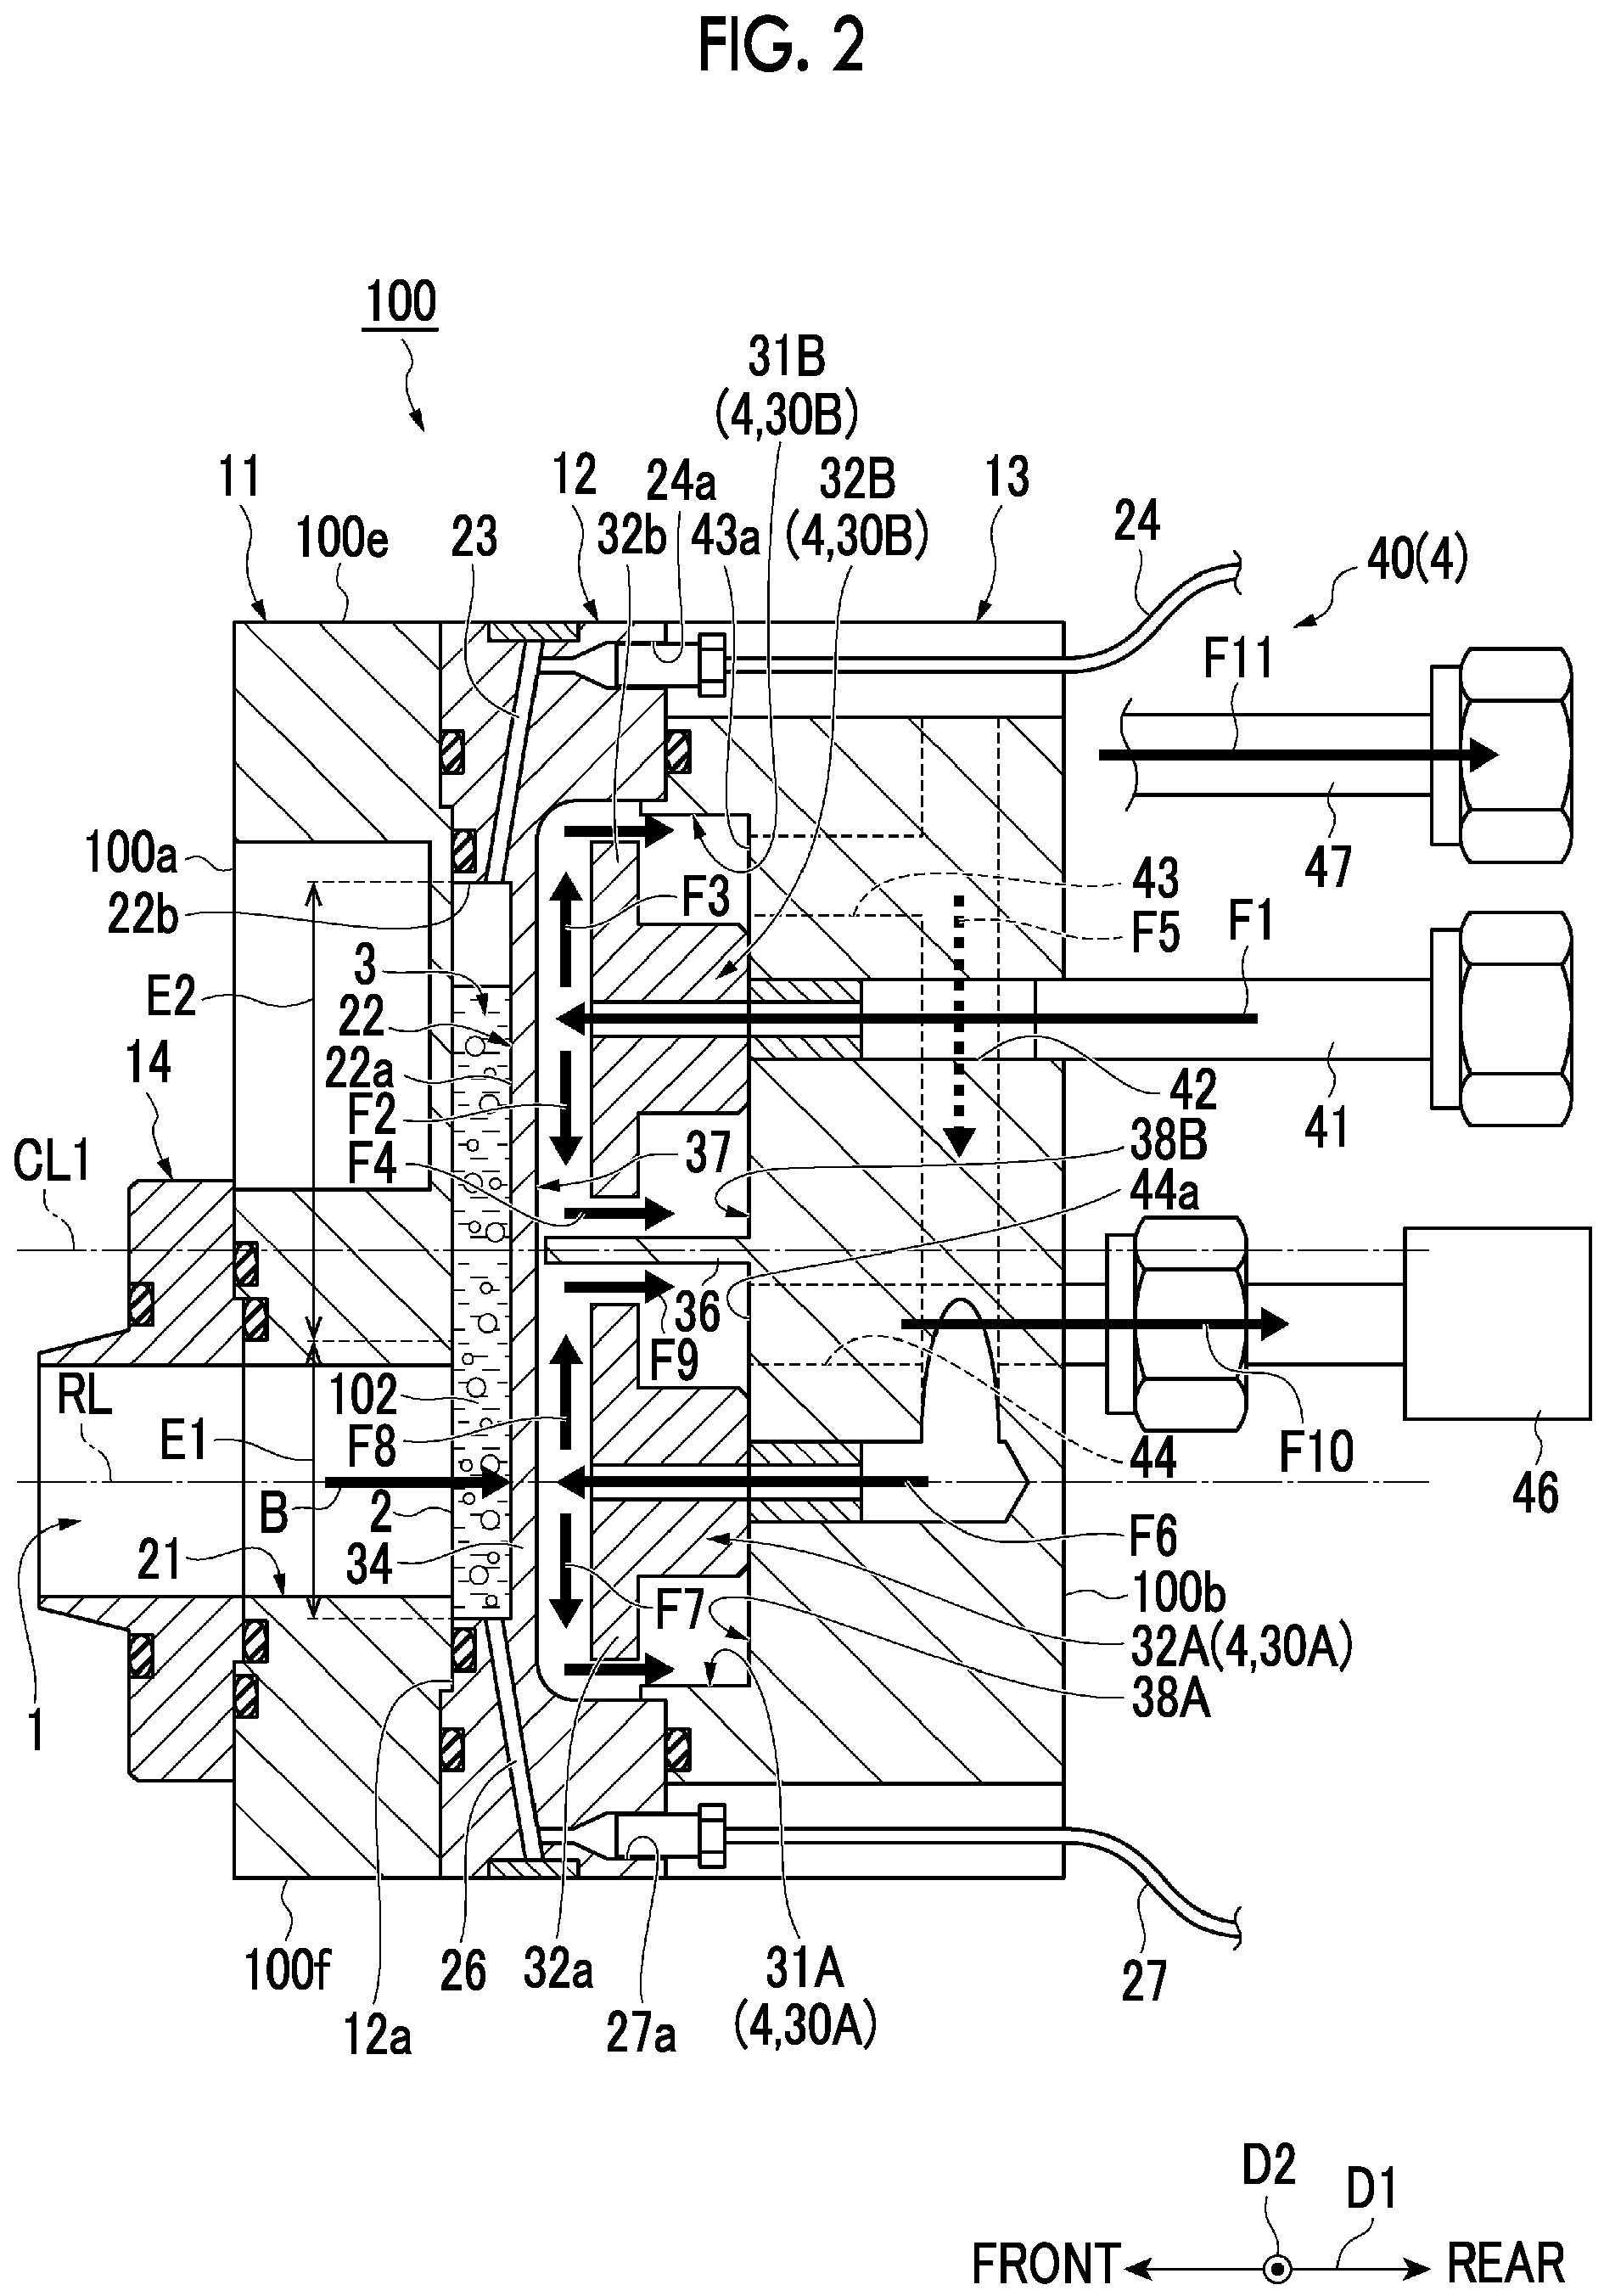 FIG. 2
100
31B
(4,30B)
11
12
24a
32B
13
100e
23
32b
43a
(4,30B)
24
40(4)
F11
100a
47
22b
F3
43
F5
F1
E2
3
22
14
22a
F2
42
41
CL1
F4
37
38B
44a
36
RL
102
F9
E1
F8
44
F10
46
B
2
F6
21
34
F7
100b
32A(4,30A)
1
38A
100f
26
32a
31A
27
12a
27a
(4,30A)
D2
D1
FRONT
REAR